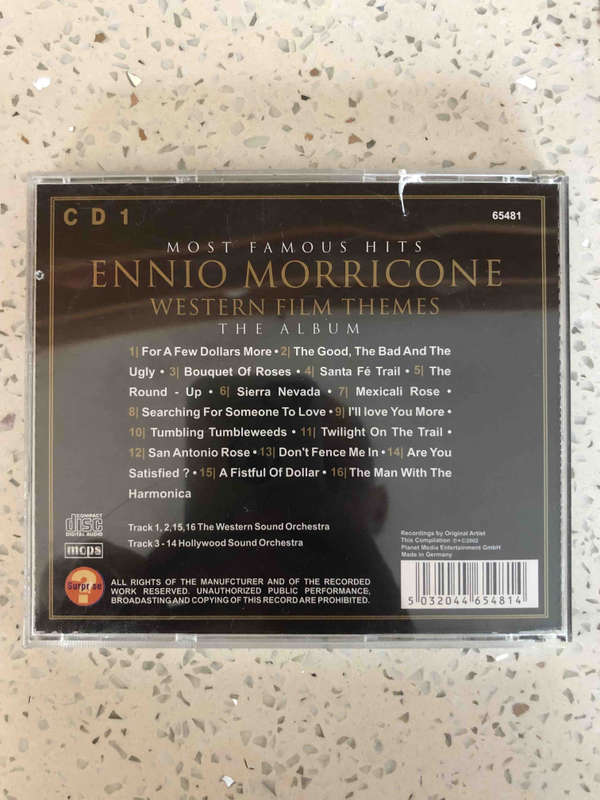 CD 1
65481
MOST FAMOUS HITS
ENNIO MORRICONE
WESTERN FILM THEMES
THE ALBUM
1| For A Few Dollars More • 2| The Good, The Bad And The
Ugly • 3| Bouquet Of Roses • 4| Santa Fé Trail • 5| The
Round - Up • 6| Sierra Nevada • 7| Mexicali Rose •
8| Searching For Someone To Love • 9| I'll love You More •
10| Tumbling Tumbleweeds • 11| Twilight On The Trail •
12| San Antonio Rose • 13| Don't Fence Me In • 14| Are You
Satisfied ? • 15| A Fistful Of Dollar • 16| The Man With The
Harmonica
COMPACT
disc
DIGITAL AUDIO
mcps
Track 1, 2,15,16 The Western Sound Orchestra
Track 3 - 14 Hollywood Sound Orchestra
Recordings by Original Artist
This Compilation ℗+©2002
Planet Media Entertainment GmbH
Made in Germany
Surprise
?
ALL RIGHTS OF THE MANUFCTURER AND OF THE RECORDED
WORK RESERVED. UNAUTHORIZED PUBLIC PERFORMANCE,
BROADASTING AND COPYING OF THIS RECORD ARE PROHIBITED.
5 032044 654814